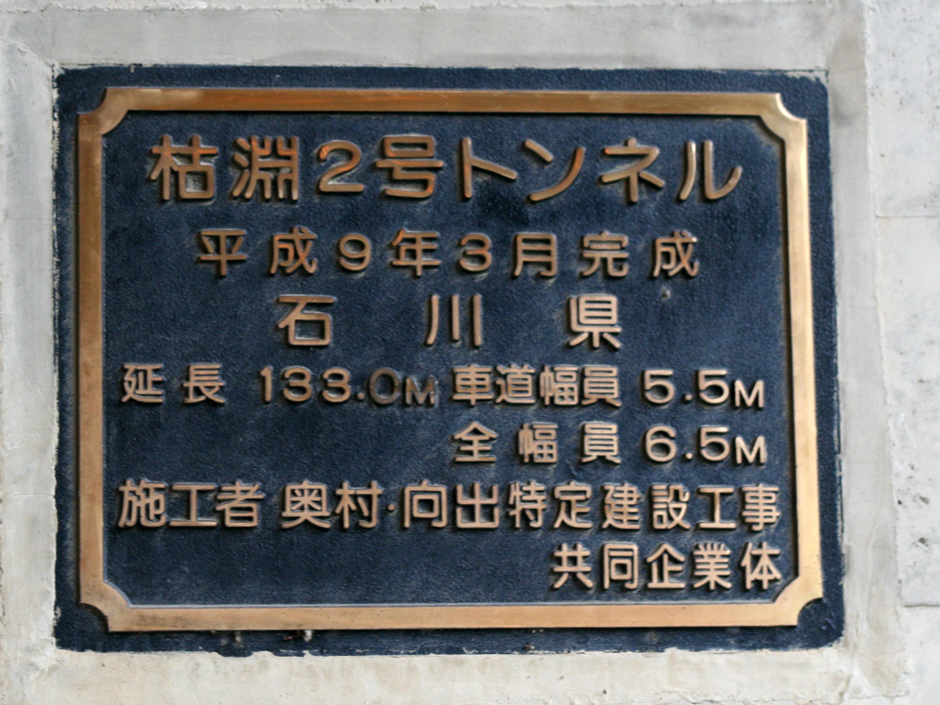 枯淵2号トンネル
平成9年3月完成
石川県
延長 133.0M 車道幅員 5.5M
全幅員 6.5M
施工者 奥村・向出特定建設工事
共同企業体